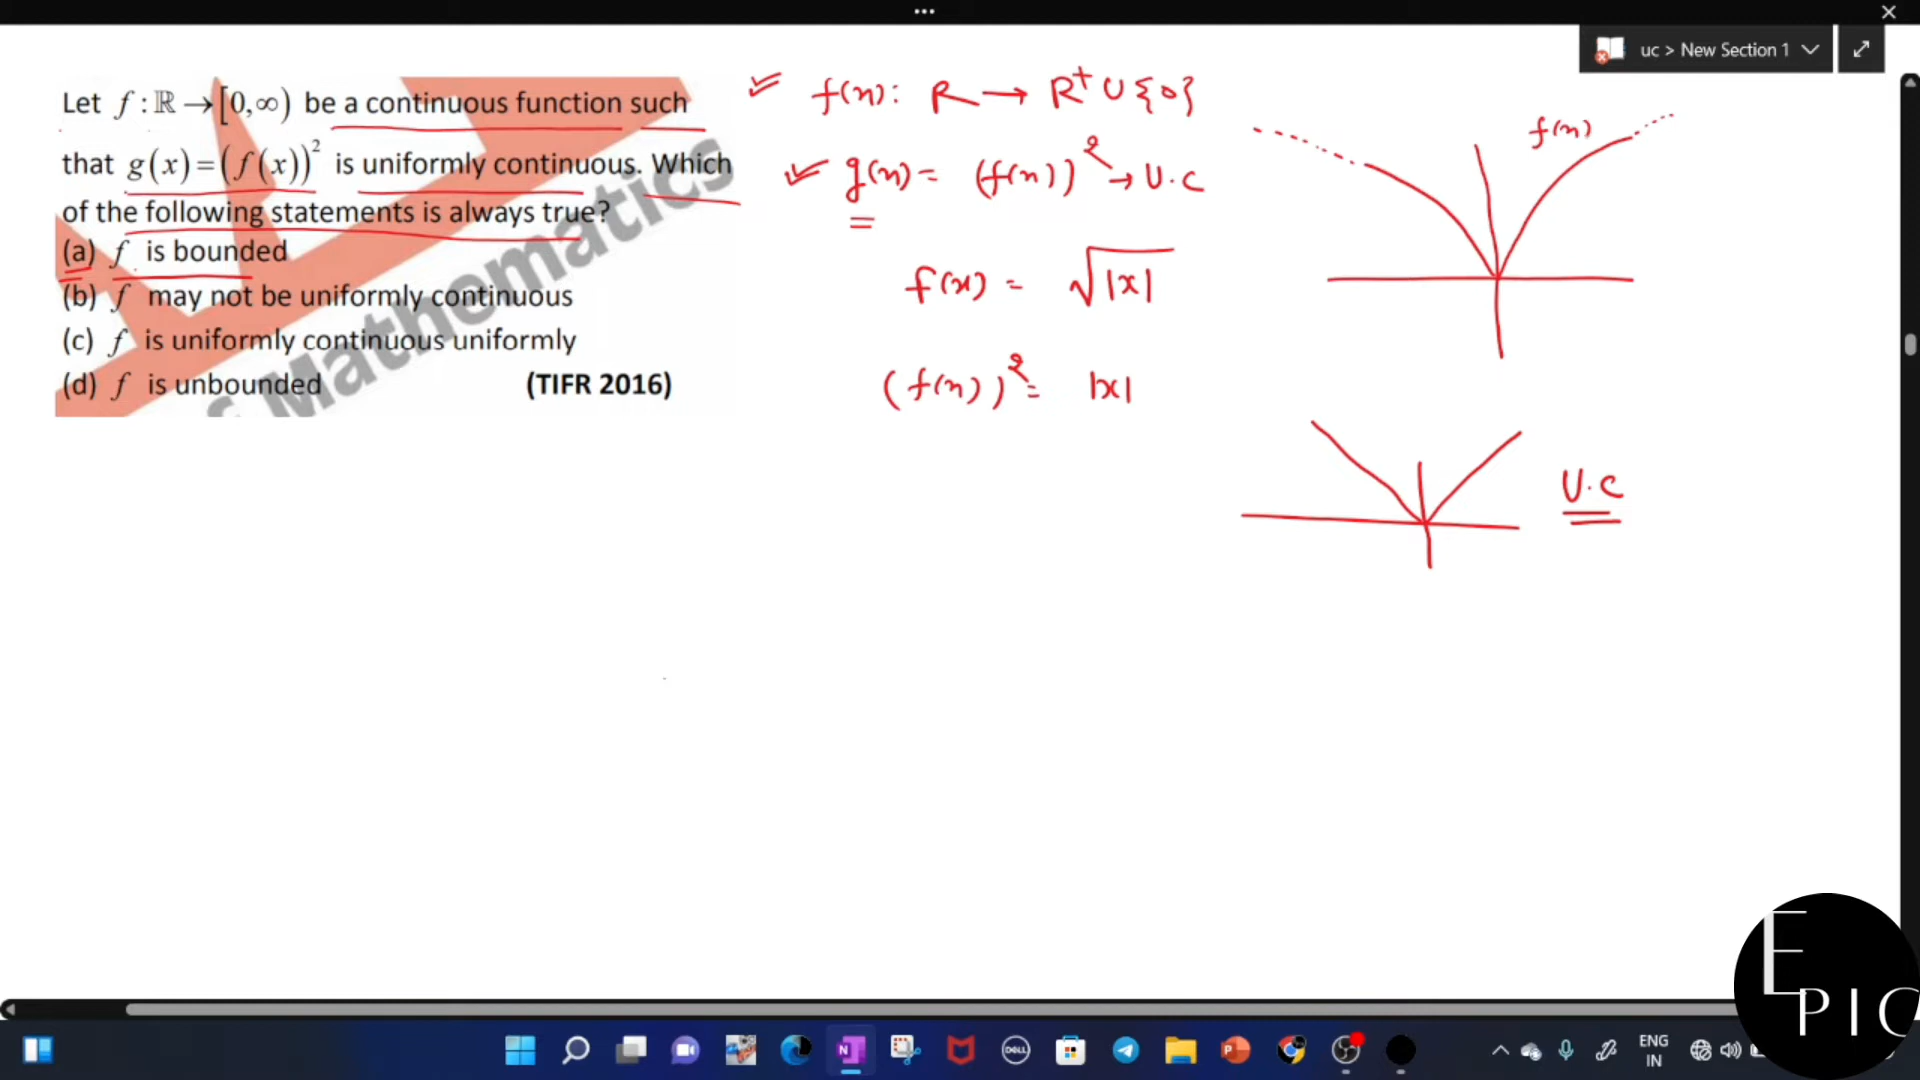 uc > New Section 1
Let f : ℝ → [0,∞) be a continuous function such
that g(x) = (f(x))² is uniformly continuous. Which
of the following statements is always true?
(a) f is bounded
(b) f may not be uniformly continuous
(c) f is uniformly continuous uniformly
(d) f is unbounded (TIFR 2016)
Mathematics
f(x): R → R⁺ ∪ {0}
g(x) = (f(x))² → U.C
f(x) = √|x|
(f(x))² = |x|
f(x)
U.C
EPIC
DELL
ENG
IN